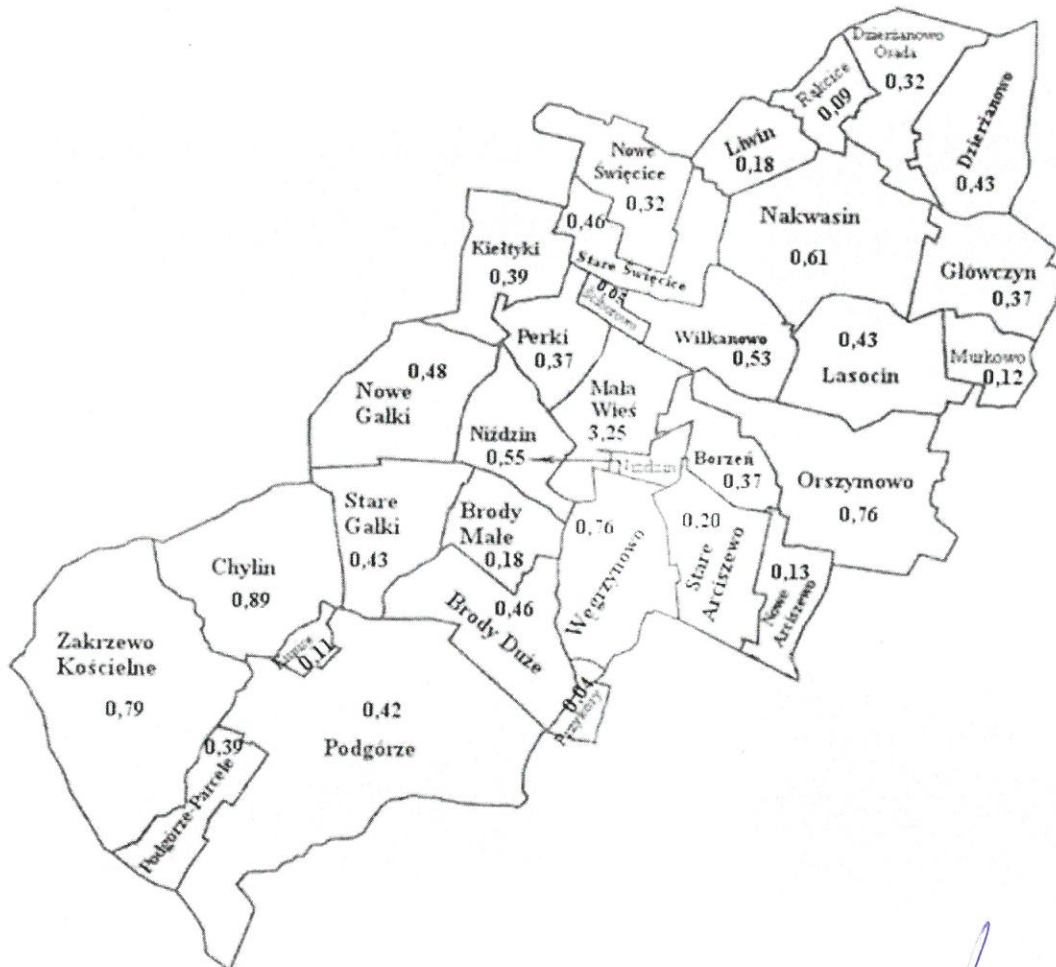 Dzierżanowo
Osada
0,32
Rąkcice
0,09
Dzierżanowo
0,43
Liwin
0,18
Nowe
Święcice
0,32
0,46
Stare Święcice
Nakwasin
0,61
Główczyn
0,37
Kiełtyki
0,39
0,05
Perki
0,37
Wilkanowo
0,53
0,43
Lasocin
Murkowo
0,12
0,48
Nowe
Gałki
Mała
Wieś
3,25
Niździn
0,55
Niździn
Borzeń
0,37
Orszymowo
0,76
Stare
Gałki
0,43
Brody
Małe
0,18
0,76
Węgrzynowo
0,20
Stare
Arciszewo
0,13
Nowe
Arciszewo
Chylin
0,89
0,46
Brody Duże
Zakrzewo
Kościelne
0,79
0,11
0,04
Przykory
0,42
Podgórze
0,39
Podgórze-Parcele